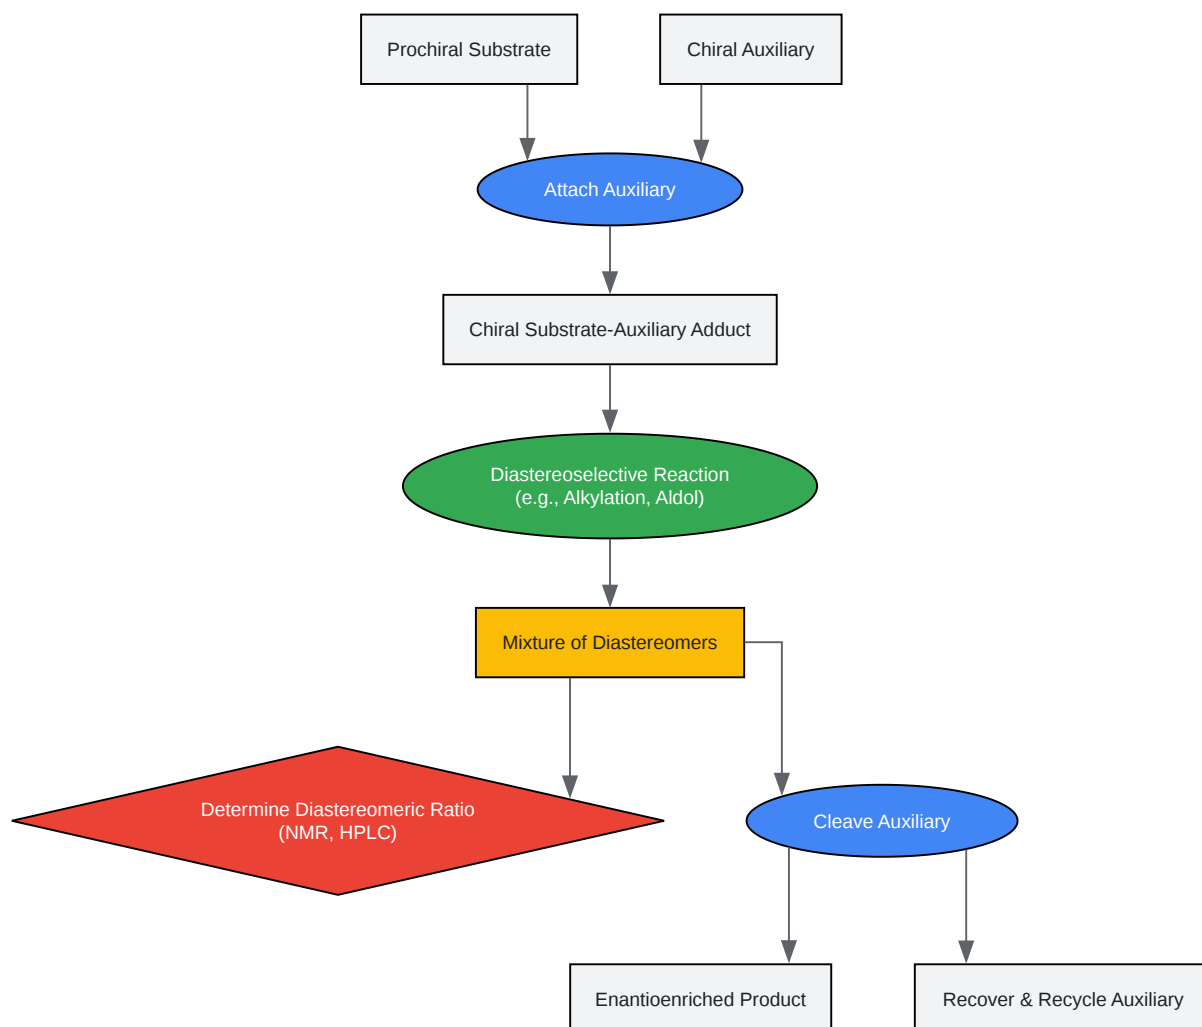 Prochiral Substrate
Chiral Auxiliary
Attach Auxiliary
Chiral Substrate-Auxiliary Adduct
Diastereoselective Reaction
(e.g., Alkylation, Aldol)
Mixture of Diastereomers
Determine Diastereomeric Ratio
(NMR, HPLC)
Cleave Auxiliary
Enantioenriched Product
Recover & Recycle Auxiliary